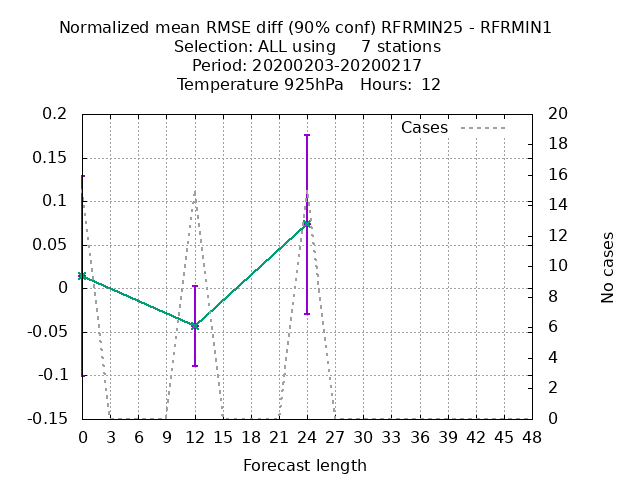 Normalized mean RMSE diff (90% conf) RFRMIN25 - RFRMIN1
Selection: ALL using     7 stations
Period: 20200203-20200217
Temperature 925hPa   Hours:  12
Cases
0.2
0.15
0.1
0.05
0
-0.05
-0.1
-0.15
20
18
16
14
12
10
8
6
4
2
0
No cases
0 3 6 9 12 15 18 21 24 27 30 33 36 39 42 45 48
Forecast length